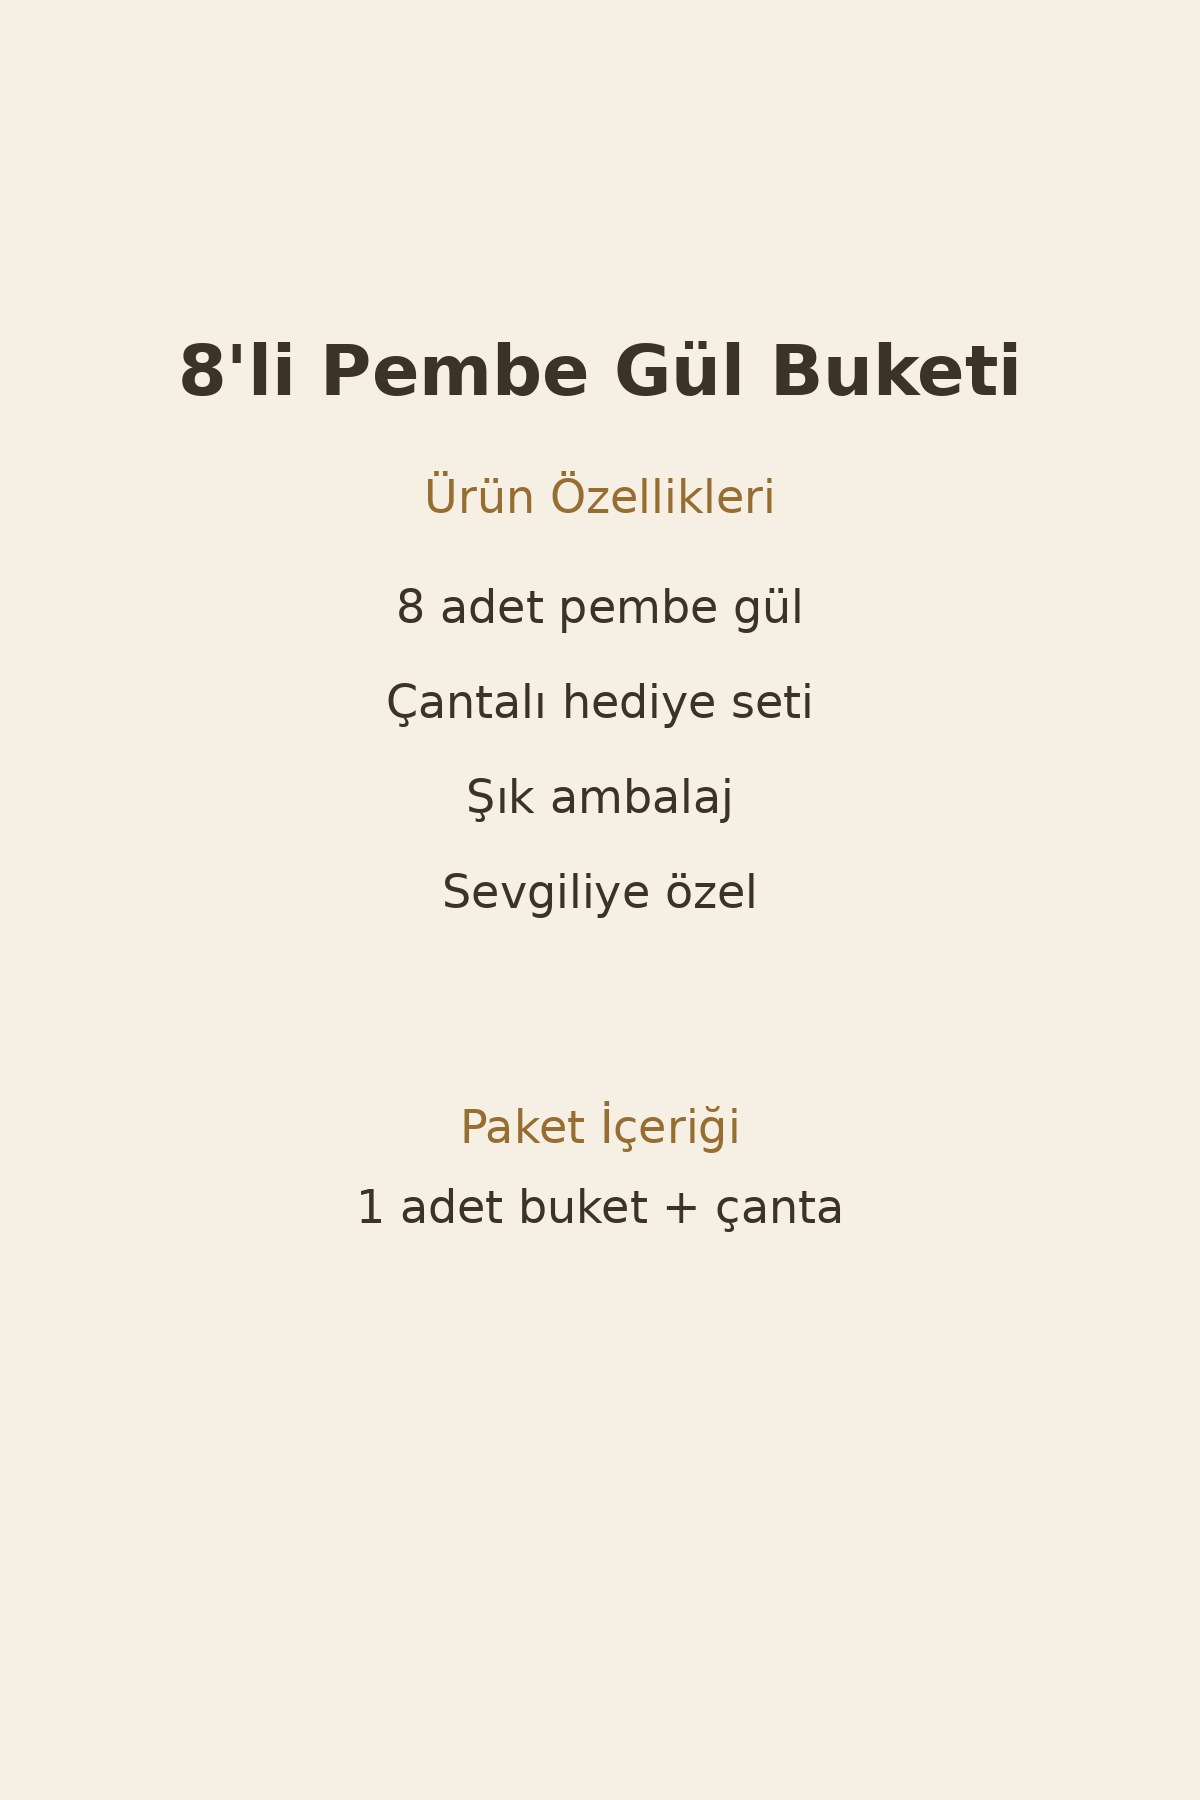 8'li Pembe Gül Buketi
Ürün Özellikleri
8 adet pembe gül
Çantalı hediye seti
Şık ambalaj
Sevgiliye özel
Paket İçeriği
1 adet buket + çanta